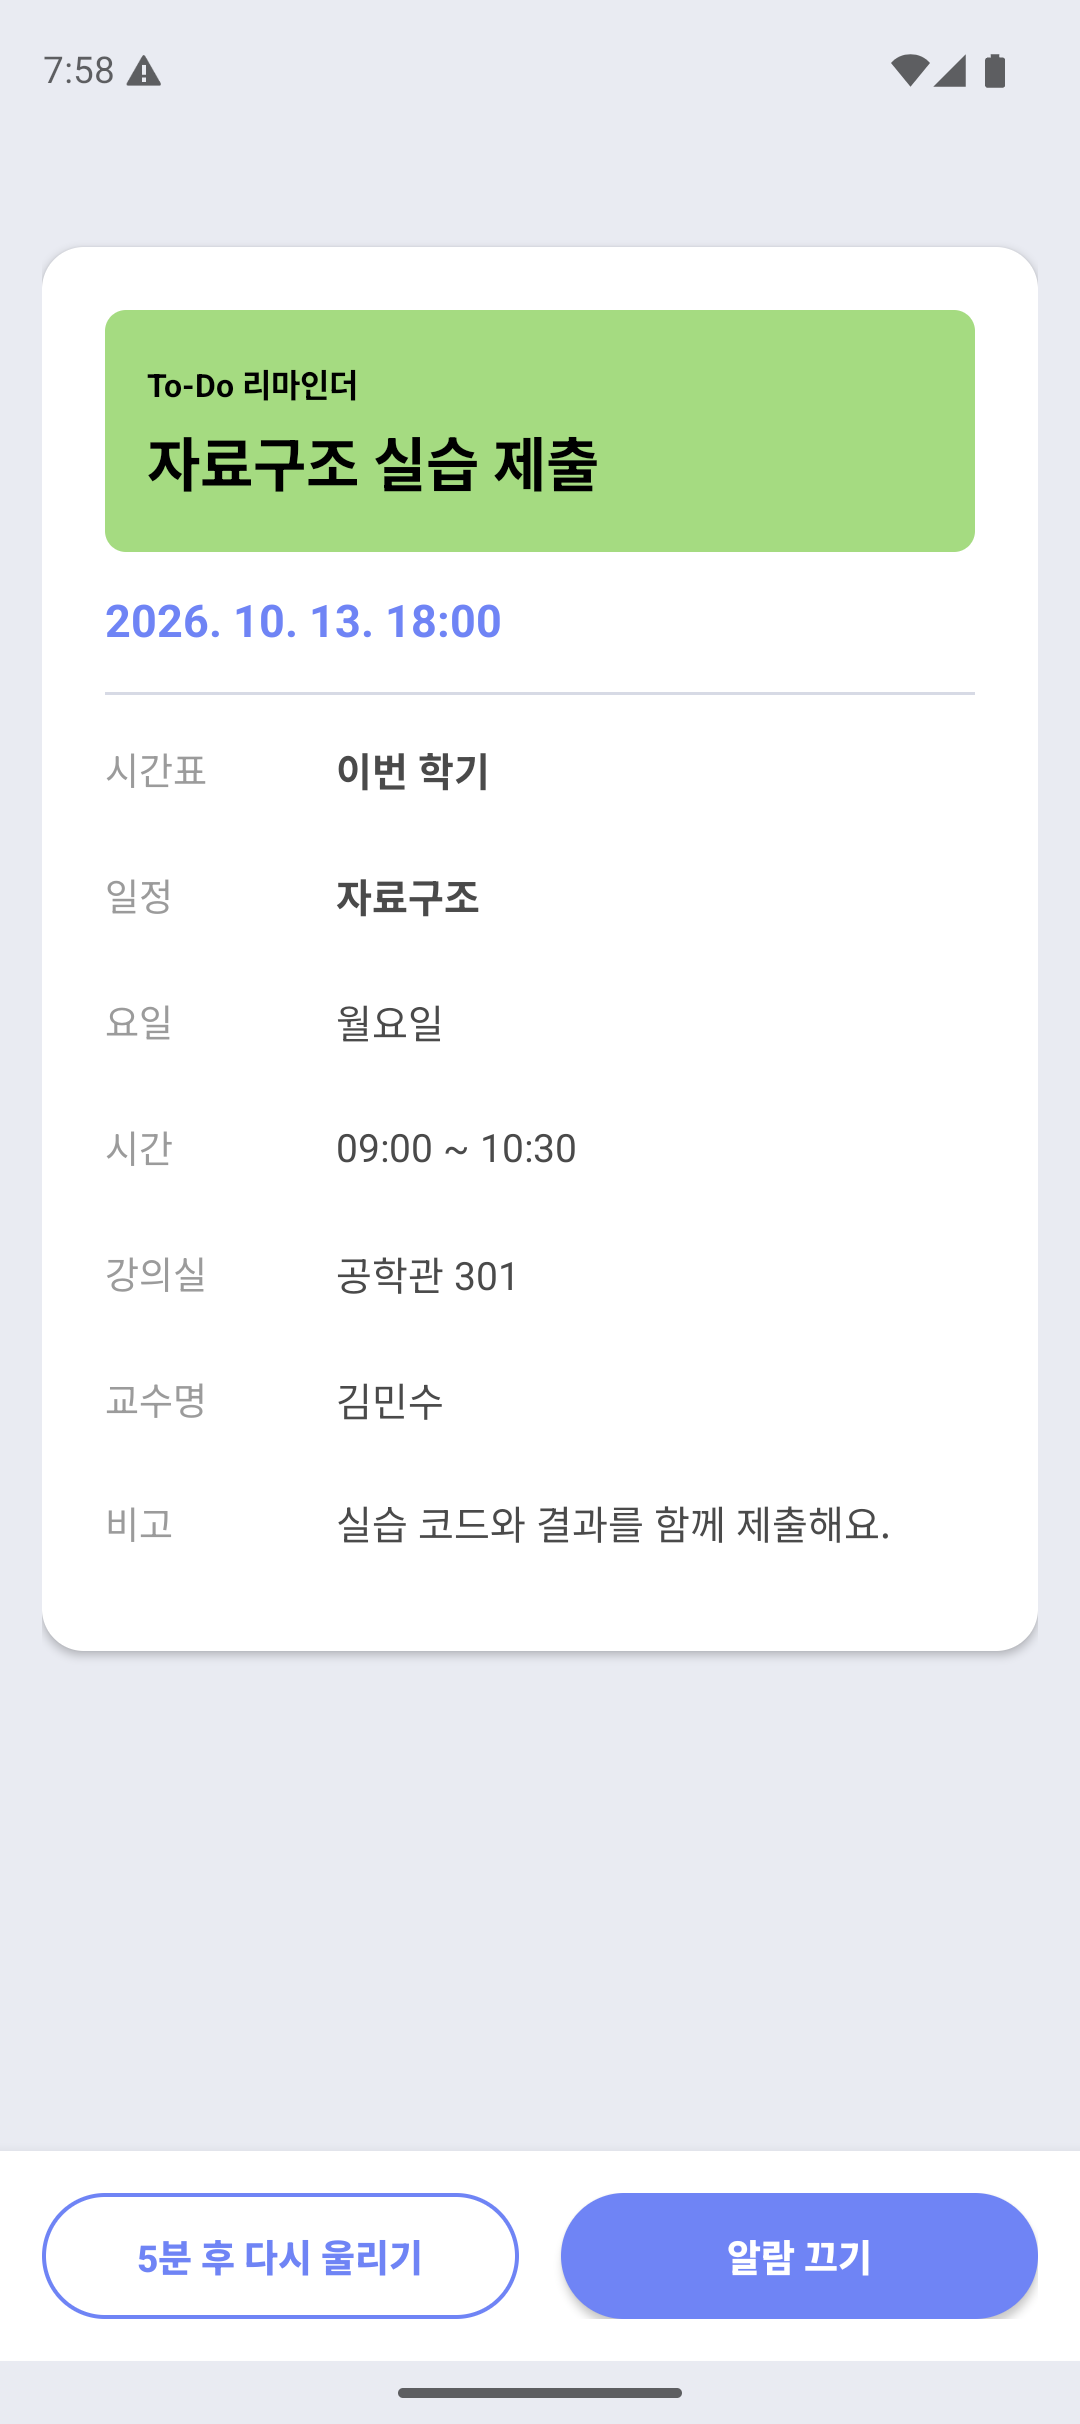 7:58
To-Do 리마인더
자료구조 실습 제출
2026. 10. 13. 18:00
시간표 이번 학기
일정 자료구조
요일 월요일
시간 09:00 ~ 10:30
강의실 공학관 301
교수명 김민수
비고 실습 코드와 결과를 함께 제출해요.
5분 후 다시 울리기 알람 끄기